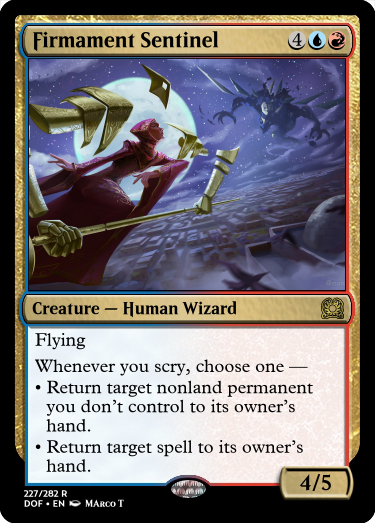 Firmament Sentinel 4
Creature — Human Wizard
Flying
Whenever you scry, choose one —
• Return target nonland permanent
you don't control to its owner's
hand.
• Return target spell to its owner's
hand.
4/5
227/282 R
DOF • EN MArco T